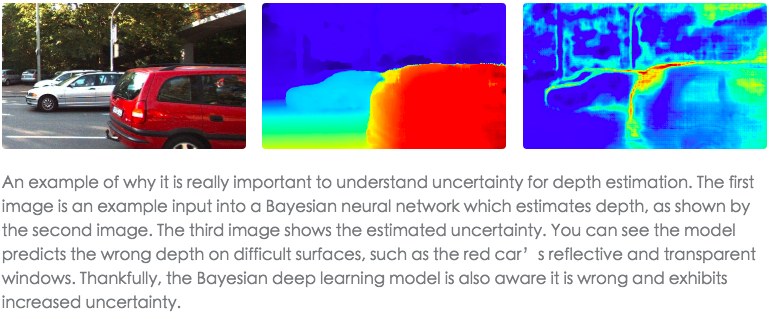 An example of why it is really important to understand uncertainty for depth estimation. The first
image is an example input into a Bayesian neural network which estimates depth, as shown by
the second image. The third image shows the estimated uncertainty. You can see the model
predicts the wrong depth on difficult surfaces, such as the red car’s reflective and transparent
windows. Thankfully, the Bayesian deep learning model is also aware it is wrong and exhibits
increased uncertainty.